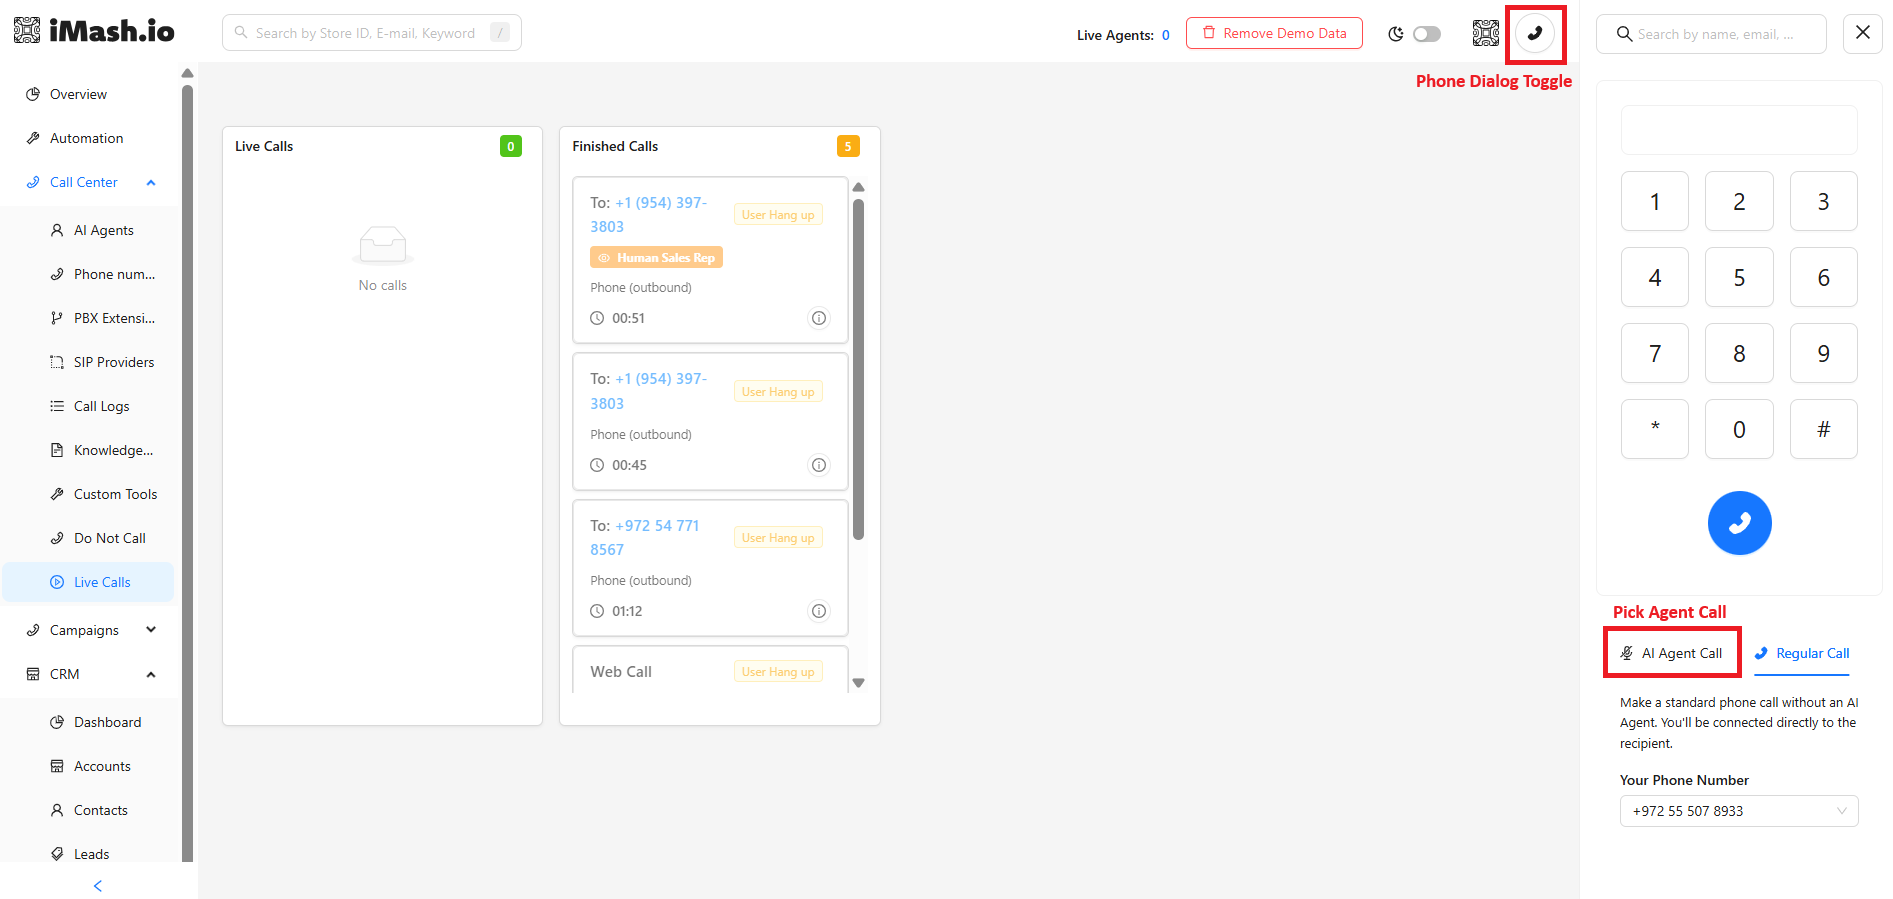 iMash.io
Search by Store ID, E-mail, Keyword /
Live Agents: 0
Remove Demo Data
Search by name, email, ...
Phone Dialog Toggle
Overview
Automation
Call Center
AI Agents
Phone num...
PBX Extensi...
SIP Providers
Call Logs
Knowledge...
Custom Tools
Do Not Call
Live Calls
Campaigns
CRM
Dashboard
Accounts
Contacts
Leads
Live Calls 0
No calls
Finished Calls 5
To: +1 (954) 397-
3803
User Hang up
Human Sales Rep
Phone (outbound)
00:51
To: +1 (954) 397-
3803
User Hang up
Phone (outbound)
00:45
To: +972 54 771
8567
User Hang up
Phone (outbound)
01:12
Web Call
User Hang up
1 2 3
4 5 6
7 8 9
* 0 #
Pick Agent Call
AI Agent Call
Regular Call
Make a standard phone call without an AI
Agent. You'll be connected directly to the
recipient.
Your Phone Number
+972 55 507 8933